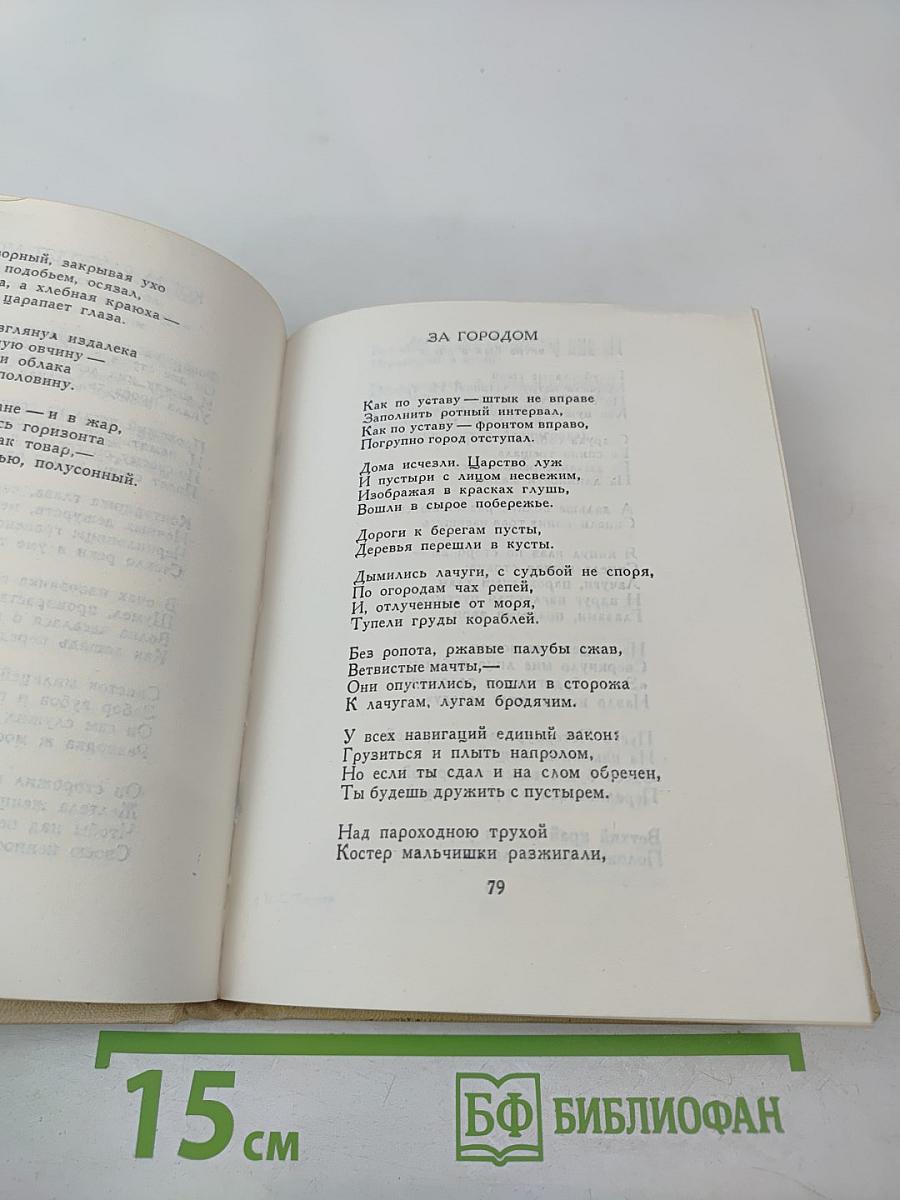 ворный, закрывая ухо
подобьем, осязал,
а, а хлебная краюха —
царапает глаза.
зглянул издалека
ную овчину —
и облака
половину.
ане — и в жар,
сь горизонта
ак товар,—
ью, полусонный.
ЗА ГОРОДОМ
Как по уставу — штык не вправе
Заполнить ротный интервал,
Как по уставу — фронтом вправо,
Погрупно город отступал.
Дома исчезли. Царство луж
И пустыри с лицом несвежим,
Изображая в красках глушь,
Вошли в сырое побережье.
Дороги к берегам пусты,
Деревья перешли в кусты.
Дымились лачуги, с судьбой не споря,
По огородам чах репей,
И, отлученные от моря,
Тупели груды кораблей.
Без ропота, ржавые палубы сжав,
Ветвистые мачты,—
Они опустились, пошли в сторожа
К лачугам, лугам бродячим.
У всех навигаций единый закон:
Грузиться и плыть напролом,
Но если ты сдал и на слом обречен,
Ты будешь дружить с пустырем.
Над пароходною трухой
Костер мальчишки разжигали,
79
15 см
БФ БИБЛИОФАН